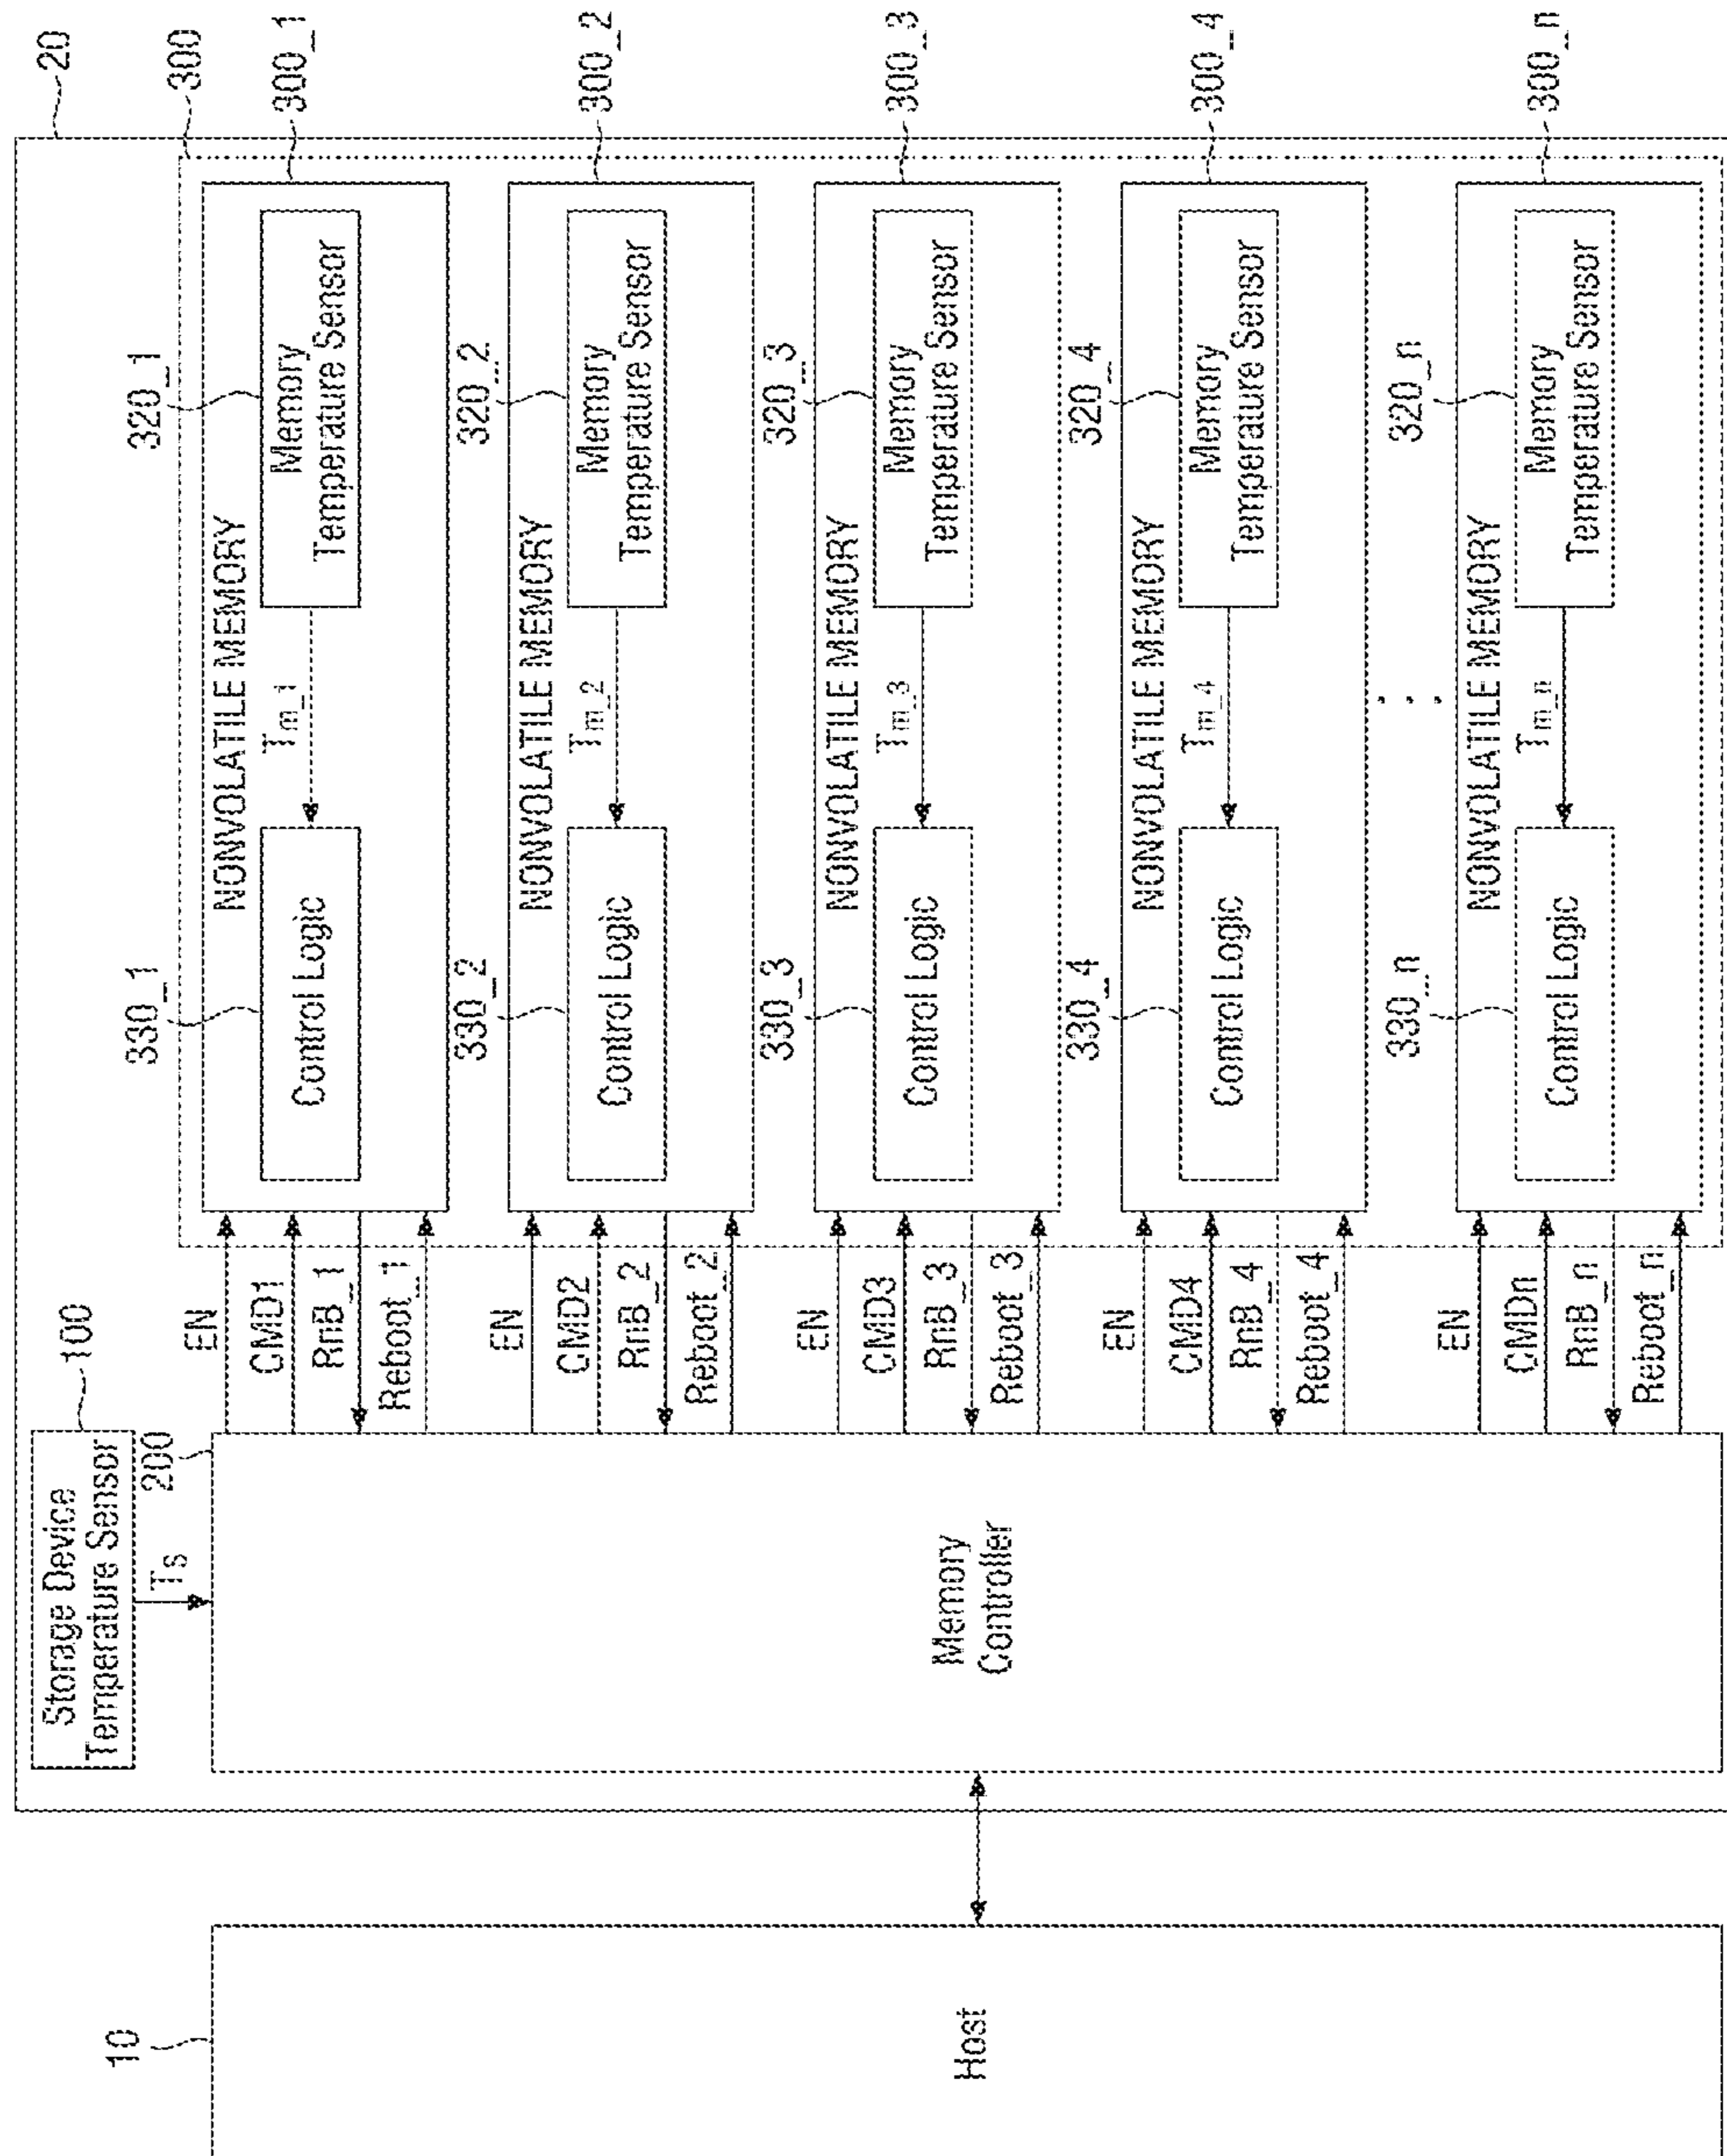 20
300
Storage Device
Temperature Sensor
100
Ts
200
10
Host
Memory
Controller
EN
CMD1
RnB_1
Reboot_1
330_1
320_1
300_1
NONVOLATILE MEMORY
Control Logic
Tm_1
Memory
Temperature Sensor
EN
CMD2
RnB_2
Reboot_2
330_2
320_2
300_2
NONVOLATILE MEMORY
Control Logic
Tm_2
Memory
Temperature Sensor
EN
CMD3
RnB_3
Reboot_3
330_3
320_3
300_3
NONVOLATILE MEMORY
Control Logic
Tm_3
Memory
Temperature Sensor
EN
CMD4
RnB_4
Reboot_4
330_4
320_4
300_4
NONVOLATILE MEMORY
Control Logic
Tm_4
Memory
Temperature Sensor
. . .
EN
CMDn
RnB_n
Reboot_n
330_n
320_n
300_n
NONVOLATILE MEMORY
Control Logic
Tm_n
Memory
Temperature Sensor